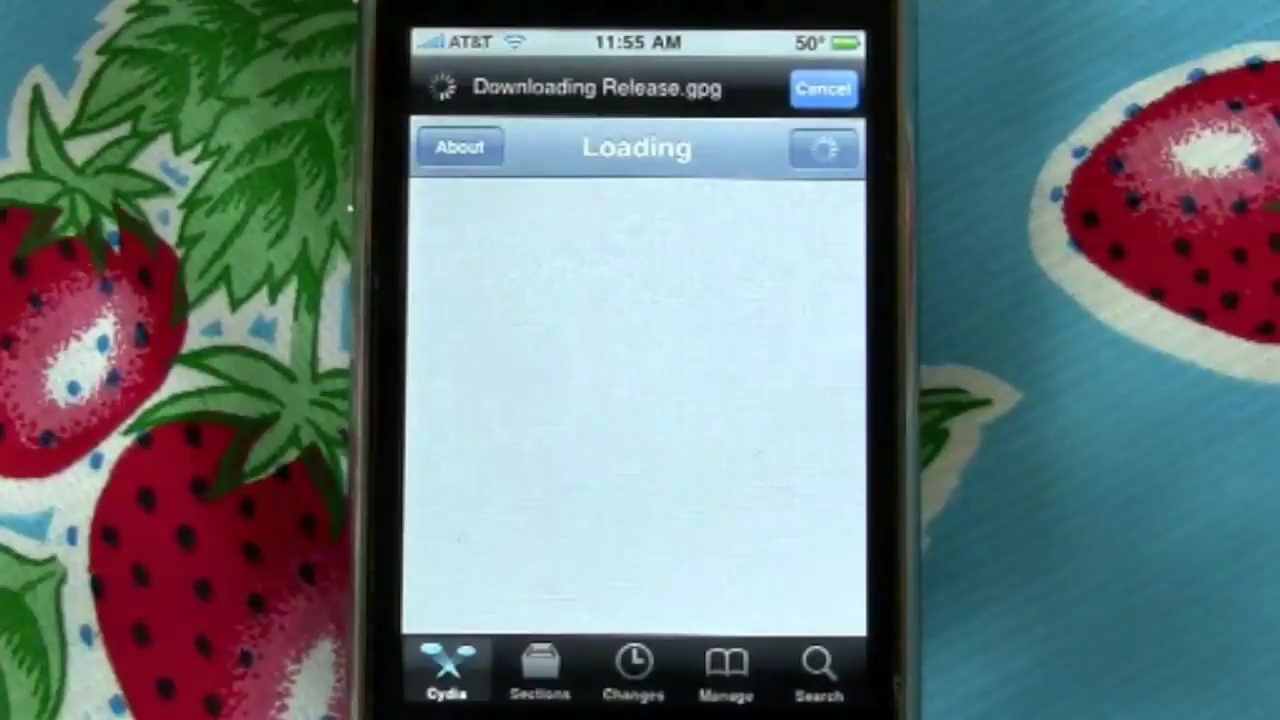 AT&T 11:55 AM 50°
Downloading Release.gpg Cancel
About Loading
Cydia Sections Changes Manage Search